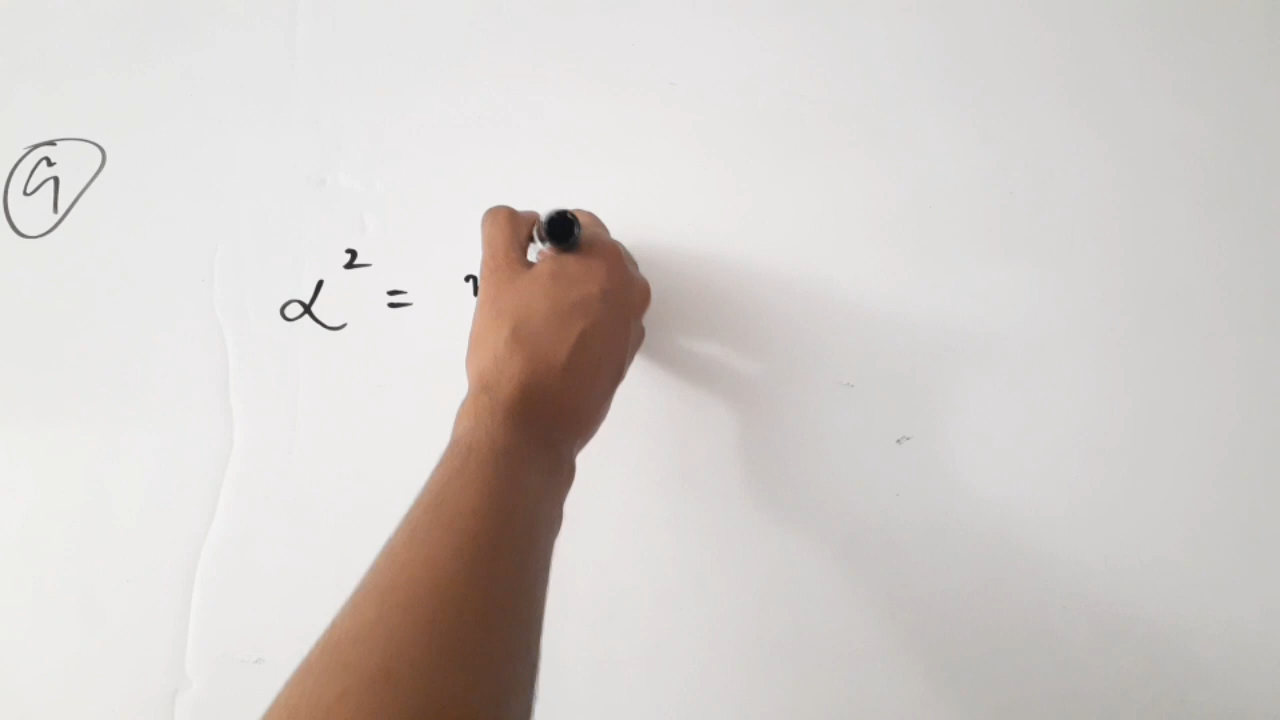 9
α² =